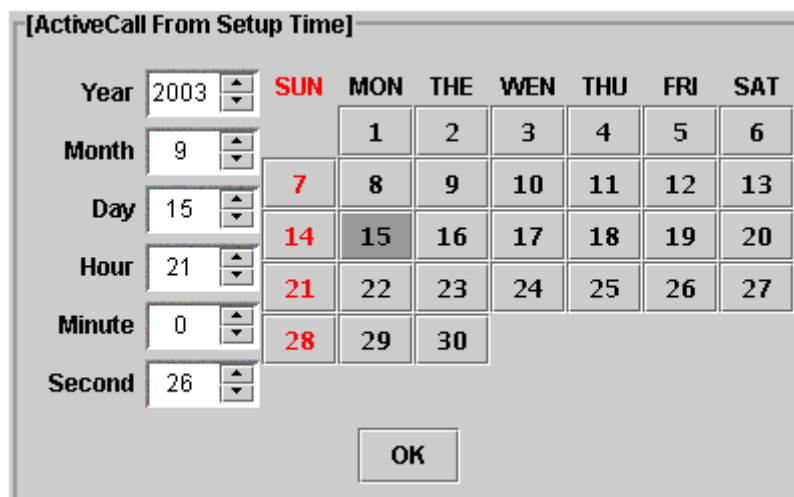 [ActiveCall From Setup Time]
Year 2003 SUN MON THE WEN THU FRI SAT
1 2 3 4 5 6
Month 9
7 8 9 10 11 12 13
Day 15
14 15 16 17 18 19 20
Hour 21
21 22 23 24 25 26 27
Minute 0
28 29 30
Second 26
OK